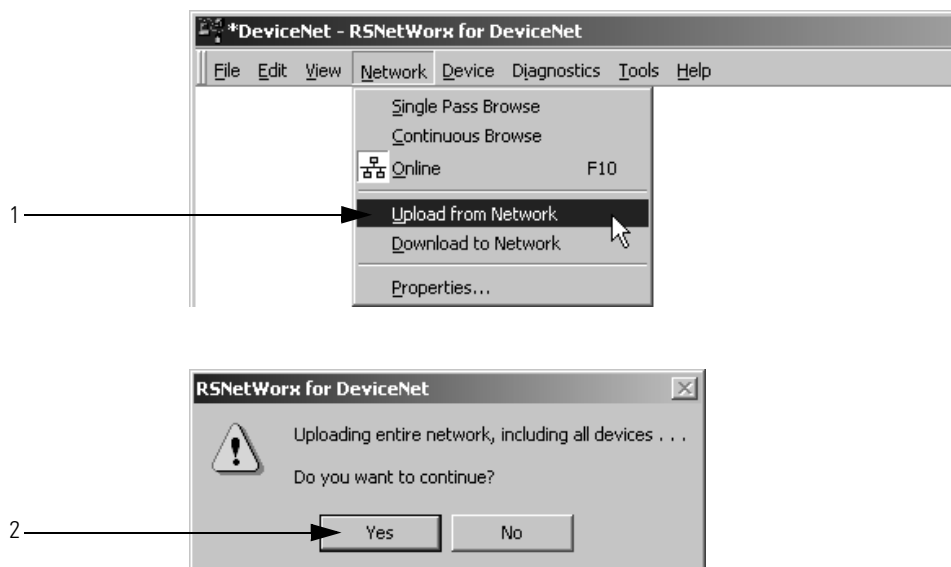 *DeviceNet - RSNetWorx for DeviceNet
File Edit View Network Device Diagnostics Tools Help
Single Pass Browse
Continuous Browse
Online F10
1
Upload from Network
Download to Network
Properties...
RSNetWorx for DeviceNet
Uploading entire network, including all devices . . .
Do you want to continue?
2
Yes No